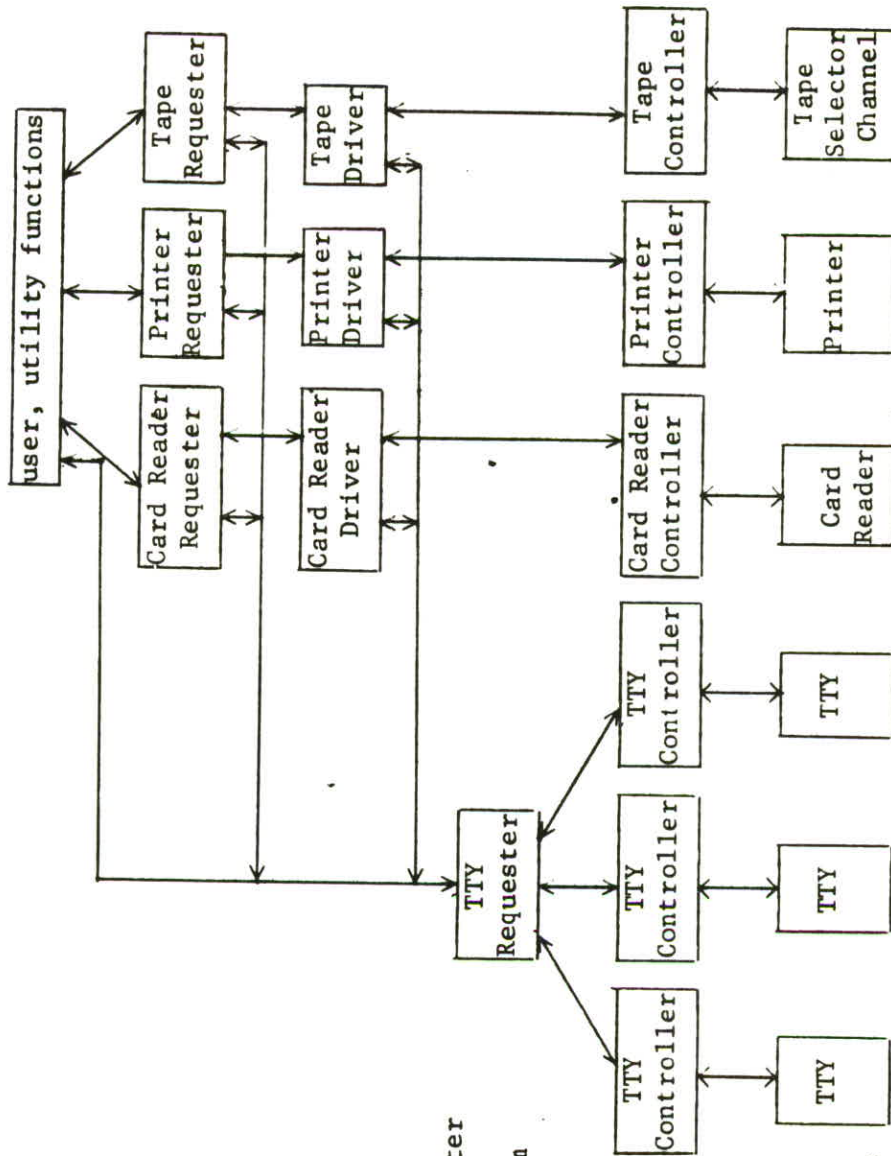 user, utility functions
Card Reader
Requester
Printer
Requester
Tape
Requester
Card Reader
Driver
Printer
Driver
Tape
Driver
TTY
Requester
TTY
Controller
TTY
Controller
TTY
Controller
Card Reader
Controller
Printer
Controller
Tape
Controller
TTY
TTY
TTY
Card
Reader
Printer
Tape
Selector
Channel
ter
n